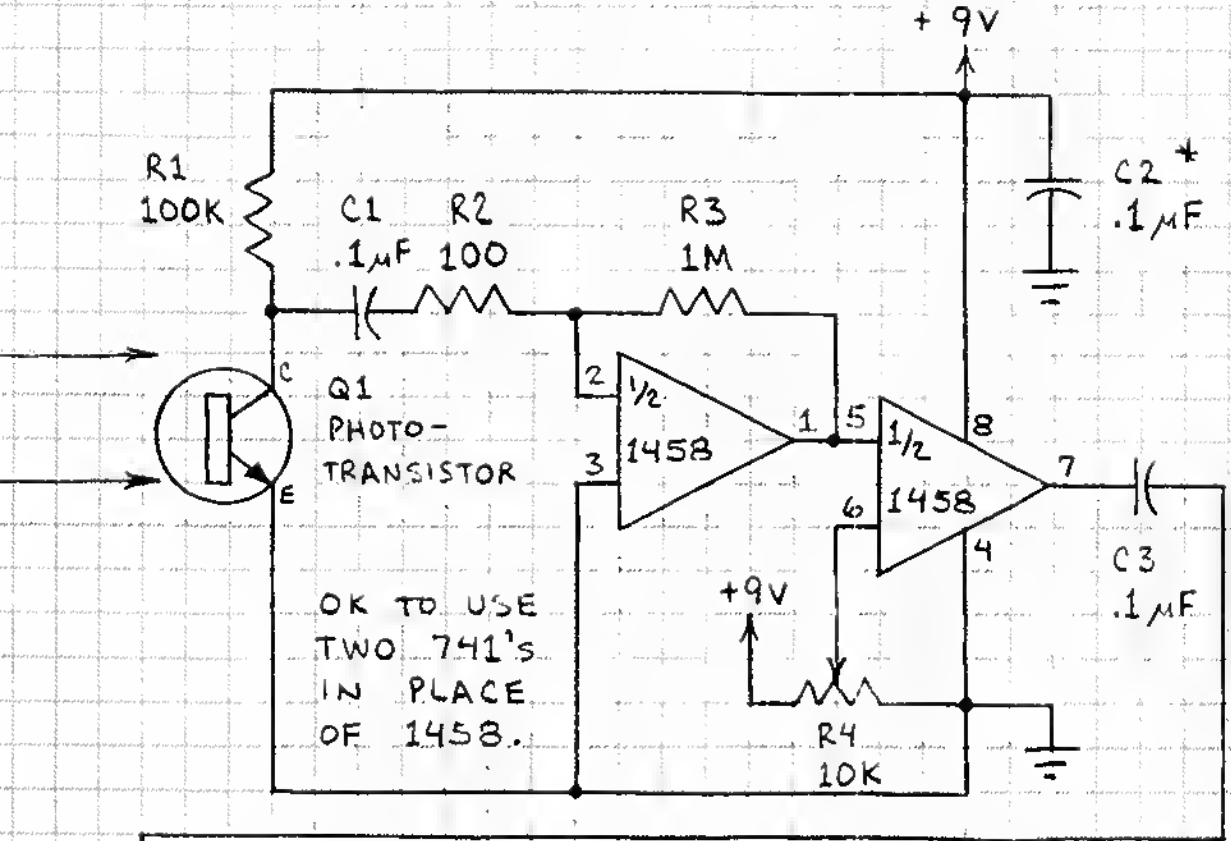 + 9V
R1
100K
C1
.1µF
R2
100
R3
1M
C2 *
.1µF
C
Q1
PHOTO-
TRANSISTOR
E
2
3
1/2
1458
1
5
6
1/2
1458
8
7
4
C3
.1µF
+9V
R4
10K
OK TO USE
TWO 741's
IN PLACE
OF 1458.